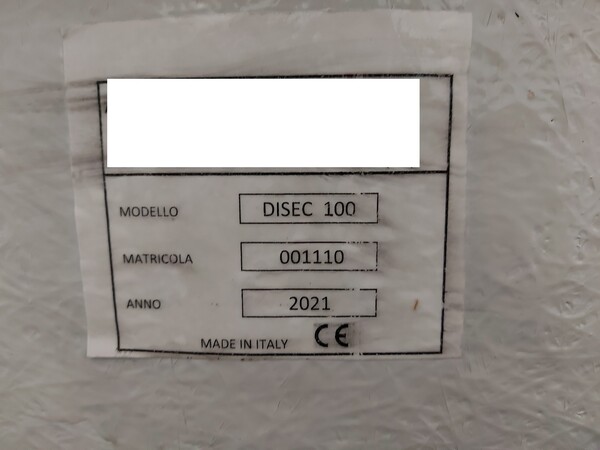 MODELLO DISEC 100
MATRICOLA 001110
ANNO 2021
MADE IN ITALY CE